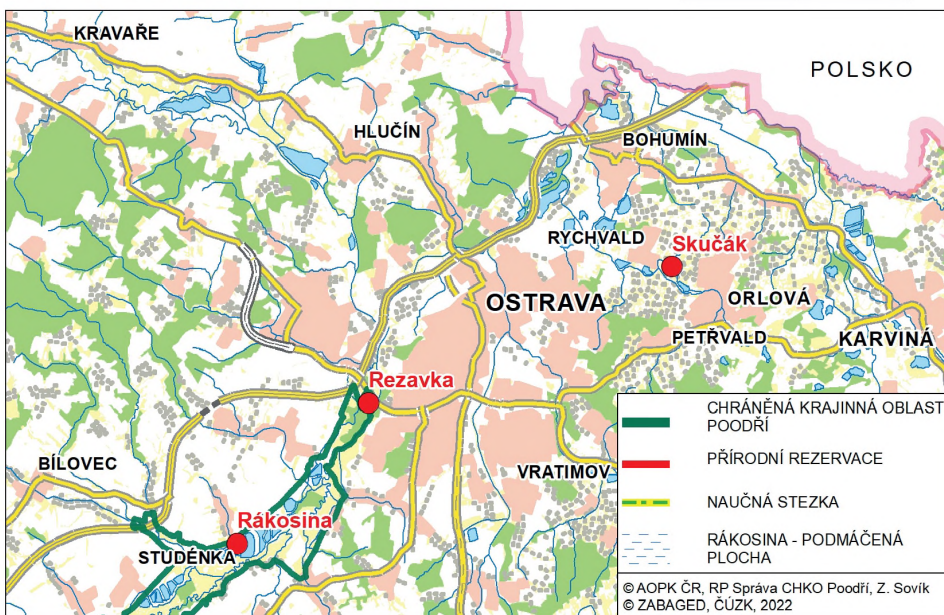 KRAVAŘE
POLSKO
HLUČÍN
BOHUMÍN
RYCHVALD
Skučák
OSTRAVA
ORLOVÁ
PETŘVALD
KARVINÁ
Rezavka
BÍLOVEC
VRATIMOV
Rákosina
STUDÉNKA
CHRÁNĚNÁ KRAJINNÁ OBLAST
POODŘÍ
PŘÍRODNÍ REZERVACE
NAUČNÁ STEZKA
RÁKOSINA - PODMÁČENÁ
PLOCHA
© AOPK ČR, RP Správa CHKO Poodří, Z. Sovík
© ZABAGED, ČÚZK, 2022